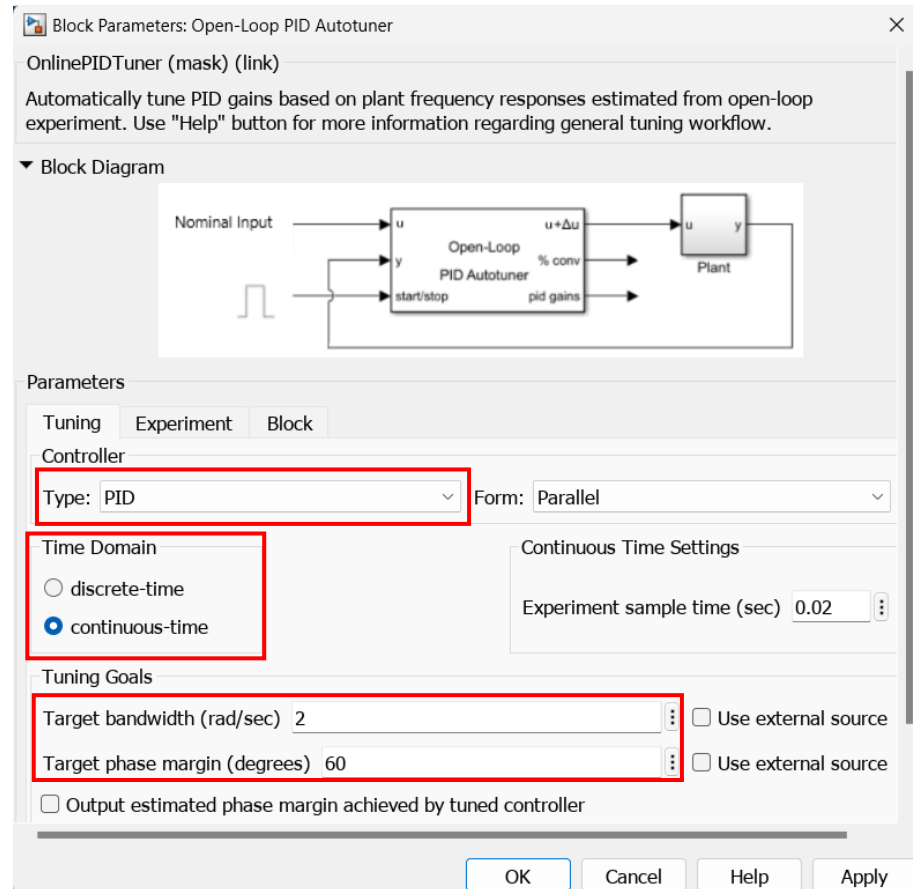 Block Parameters: Open-Loop PID Autotuner
OnlinePIDTuner (mask) (link)
Automatically tune PID gains based on plant frequency responses estimated from open-loop
experiment. Use "Help" button for more information regarding general tuning workflow.
Block Diagram
Nominal Input
u
y
start/stop
Open-Loop
PID Autotuner
u+Δu
% conv
pid gains
u
y
Plant
Parameters
Tuning Experiment Block
Controller
Type: PID Form: Parallel
Time Domain
discrete-time
continuous-time
Continuous Time Settings
Experiment sample time (sec) 0.02
Tuning Goals
Target bandwidth (rad/sec) 2 Use external source
Target phase margin (degrees) 60 Use external source
Output estimated phase margin achieved by tuned controller
OK Cancel Help Apply